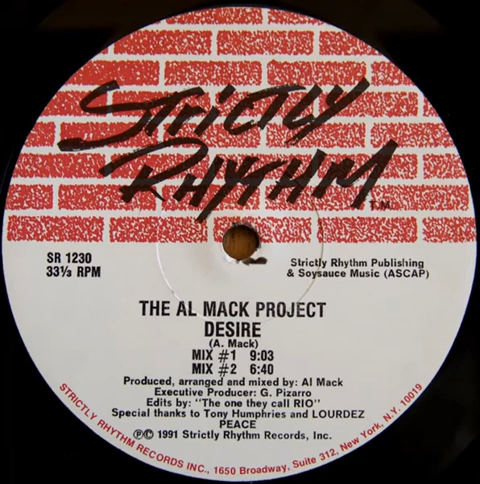 STRICTLY
RHYTHM
T.M.
SR 1230
33⅓ RPM
Strictly Rhythm Publishing
& Soysauce Music (ASCAP)
THE AL MACK PROJECT
DESIRE
(A. Mack)
MIX #1 9:03
MIX #2 6:40
Produced, arranged and mixed by: Al Mack
Executive Producer: G. Pizarro
Edits by: "The one they call RIO"
Special thanks to Tony Humphries and LOURDEZ
PEACE
Ⓟ© 1991 Strictly Rhythm Records, Inc.
STRICTLY RHYTHM RECORDS INC., 1650 Broadway, Suite 312, New York, N.Y. 10019